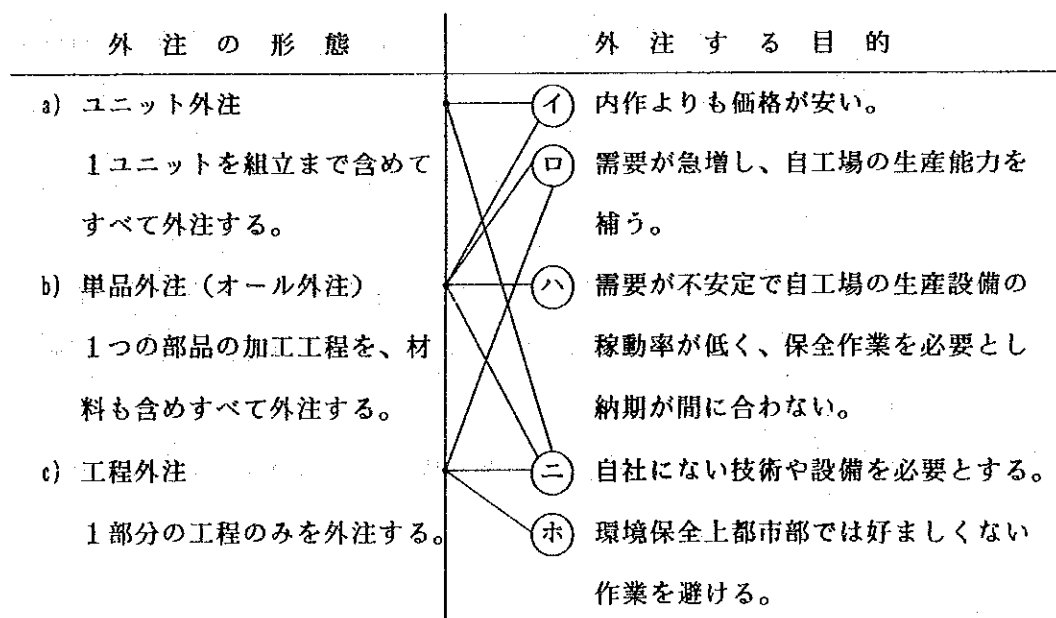 外注の形態
外注する目的
a) ユニット外注
1ユニットを組立まで含めて
すべて外注する。
b) 単品外注（オール外注）
1つの部品の加工工程を、材
料も含めすべて外注する。
c) 工程外注
1部分の工程のみを外注する。
イ 内作よりも価格が安い。
ロ 需要が急増し、自工場の生産能力を
補う。
ハ 需要が不安定で自工場の生産設備の
稼動率が低く、保全作業を必要とし
納期が間に合わない。
ニ 自社にない技術や設備を必要とする。
ホ 環境保全上都市部では好ましくない
作業を避ける。